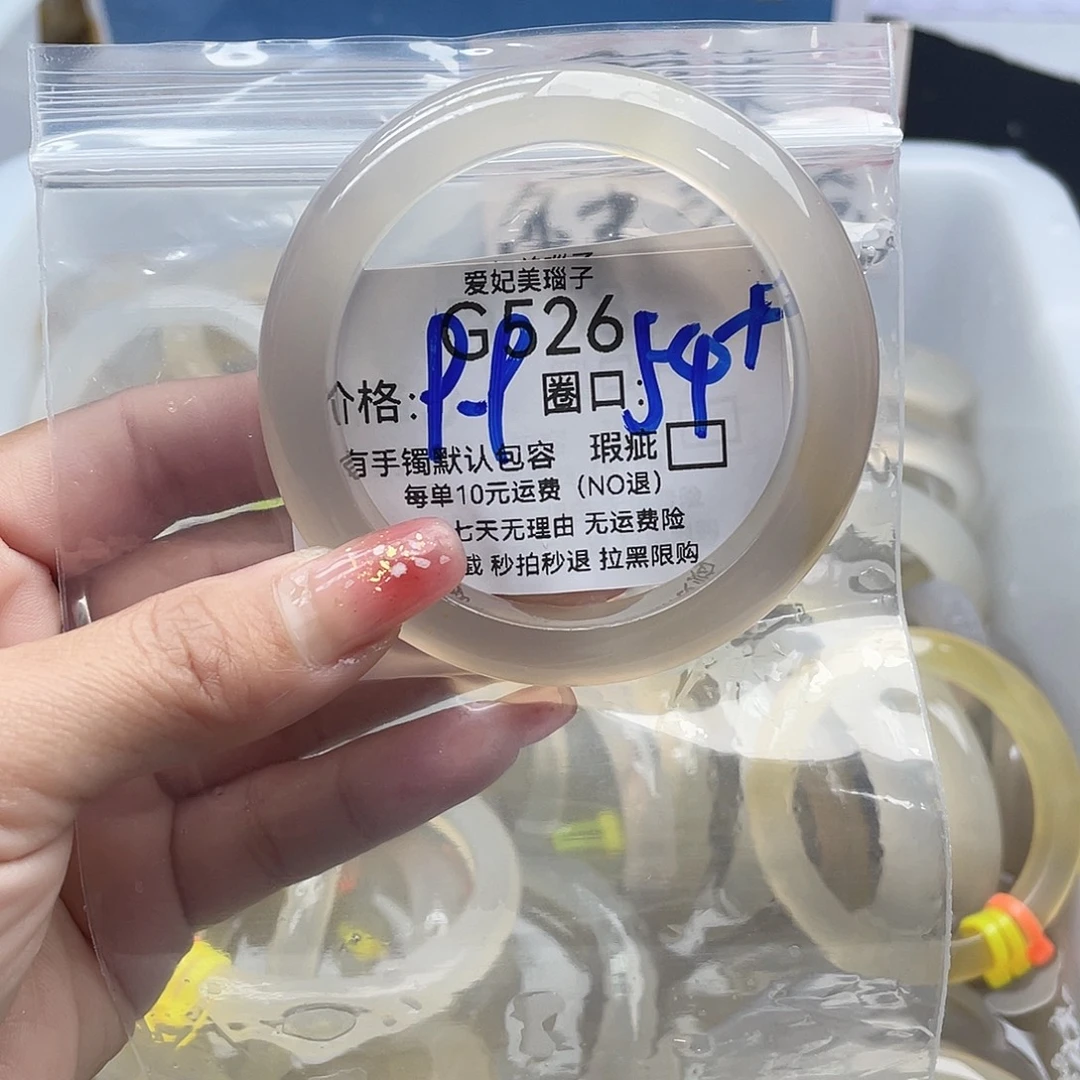 爱妃美瑙子
G526
价格:P-P 圈口:59+
有手镯默认包容 瑕疵
每单10元运费（NO退）
七天无理由 无运费险
秒拍秒退 拉黑限购